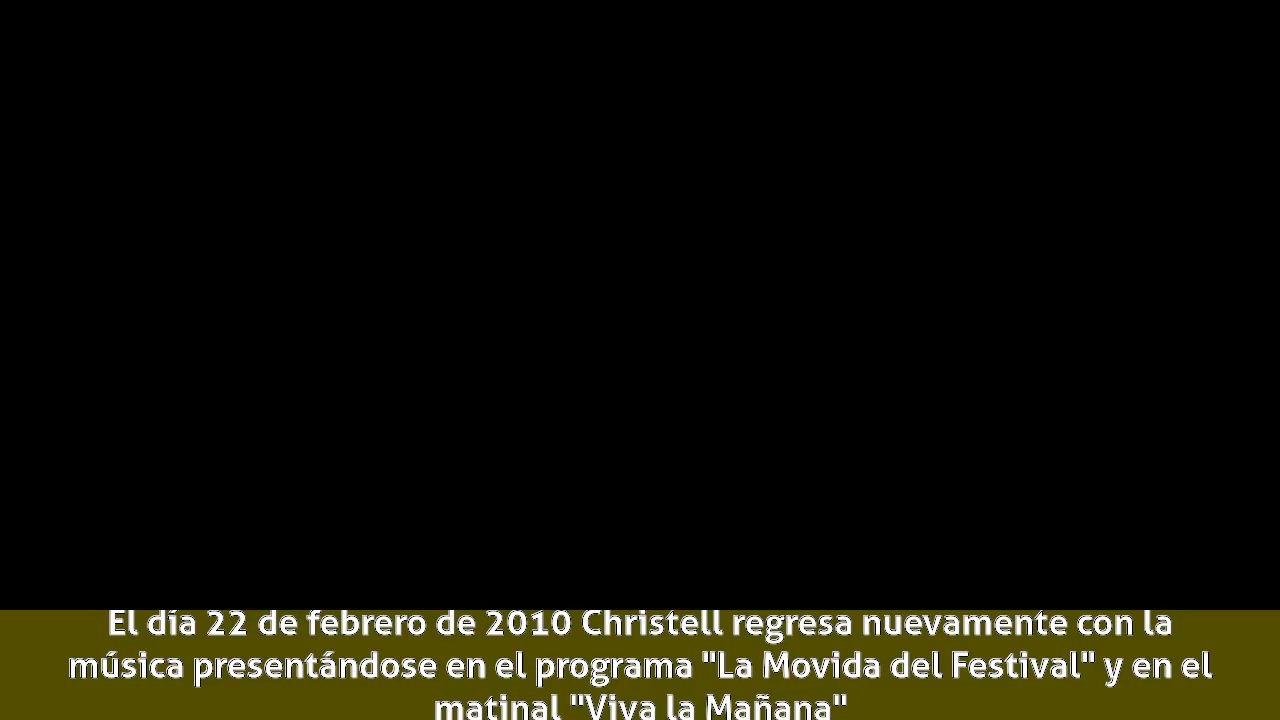 El día 22 de febrero de 2010 Christell regresa nuevamente con la
música presentándose en el programa "La Movida del Festival" y en el
matinal "Viva la Mañana"